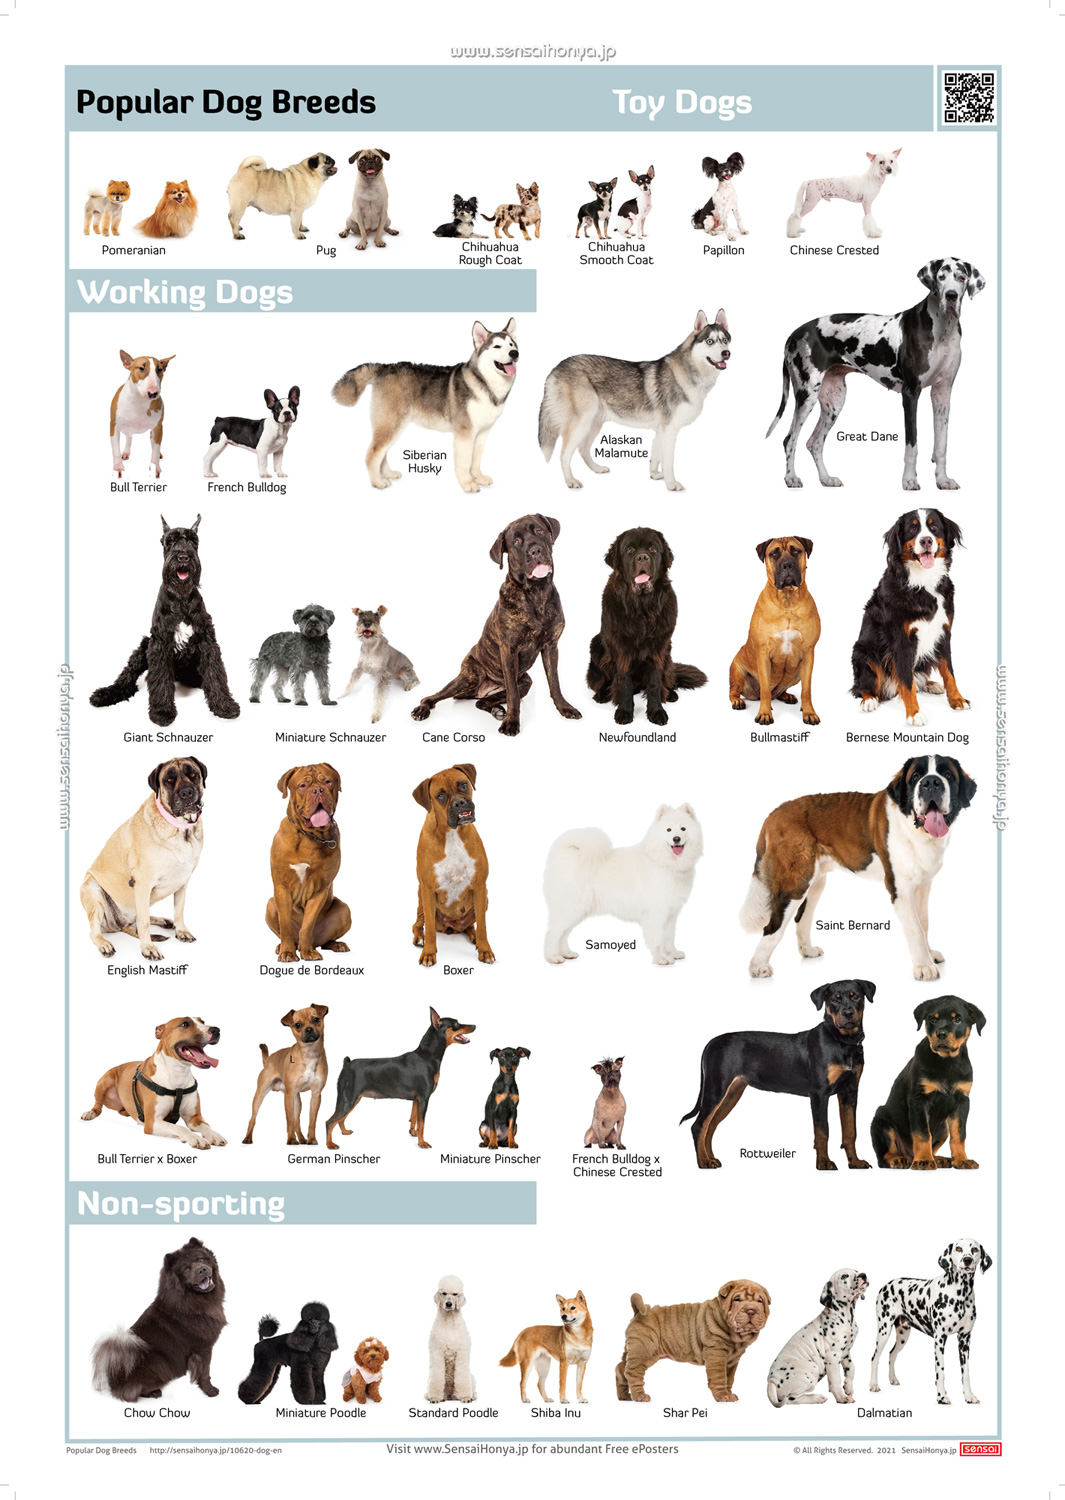 www.sensaihonya.jp
Popular Dog Breeds
Toy Dogs
Pomeranian
Pug
Chihuahua
Rough Coat
Chihuahua
Smooth Coat
Papillon
Chinese Crested
Working Dogs
Bull Terrier
French Bulldog
Siberian
Husky
Alaskan
Malamute
Great Dane
Giant Schnauzer
Miniature Schnauzer
Cane Corso
Newfoundland
Bullmastiff
Bernese Mountain Dog
www.sensaihonya.jp
www.sensaihonya.jp
English Mastiff
Dogue de Bordeaux
Boxer
Samoyed
Saint Bernard
L
Bull Terrier x Boxer
German Pinscher
Miniature Pinscher
French Bulldog x
Chinese Crested
Rottweiler
Non-sporting
Chow Chow
Miniature Poodle
Standard Poodle
Shiba Inu
Shar Pei
Dalmatian
Popular Dog Breeds http://sensaihonya.jp/10620-dog-en
Visit www.SensaiHonya.jp for abundant Free ePosters
© All Rights Reserved. 2021 SensaiHonya.jp sensai